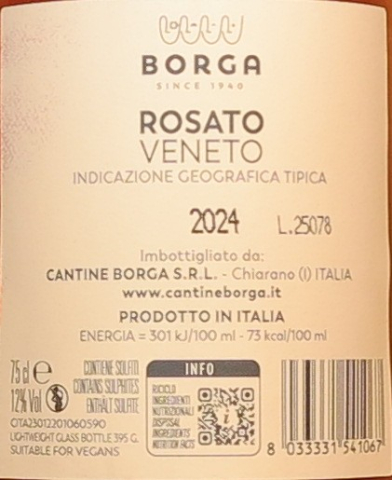 BORGA
SINCE 1940
ROSATO
VENETO
INDICAZIONE GEOGRAFICA TIPICA
2024 L.25078
Imbottigliato da:
CANTINE BORGA S.R.L. - Chiarano (I) ITALIA
www.cantineborga.it
PRODOTTO IN ITALIA
ENERGIA = 301 kJ/100 ml - 73 kcal/100 ml
75 cl e
12% Vol
CONTIENE SOLFITI
CONTAINS SULPHITES
ENTHÄLT SULFITE
CITA23012201060590
LIGHTWEIGHT GLASS BOTTLE 395 G.
SUITABLE FOR VEGANS
INFO
RICICLO
INGREDIENTI
NUTRIZIONALI
DISPOSAL
INGREDIENTS
NUTRITION FACTS
8 033331 541067